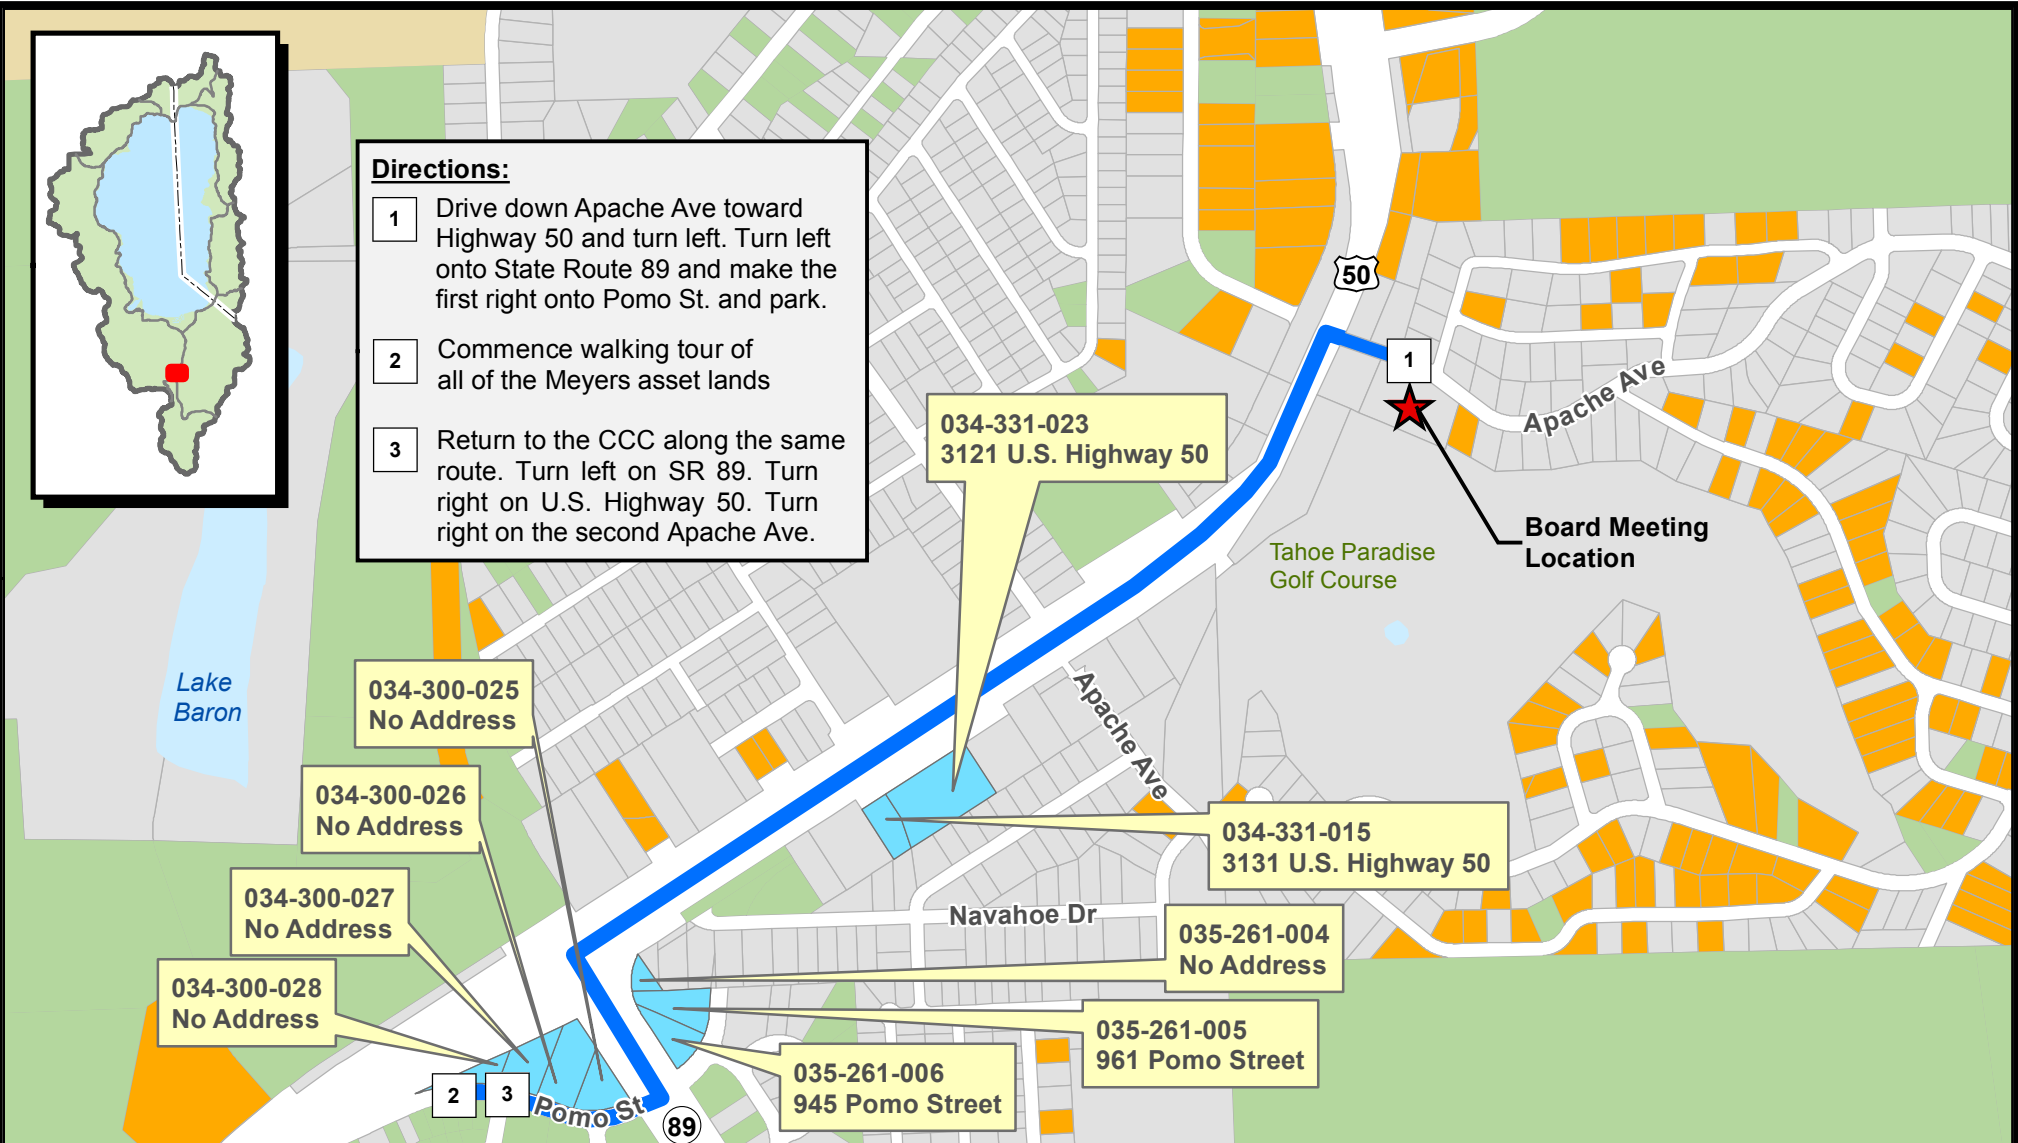 Directions:
1
Drive down Apache Ave toward
Highway 50 and turn left. Turn left
onto State Route 89 and make the
first right onto Pomo St. and park.
2
Commence walking tour of
all of the Meyers asset lands
3
Return to the CCC along the same
route. Turn left on SR 89. Turn
right on U.S. Highway 50. Turn
right on the second Apache Ave.
50
1
Apache Ave
034-331-023
3121 U.S. Highway 50
Board Meeting
Location
Tahoe Paradise
Golf Course
Lake
Baron
034-300-025
No Address
Apache Ave
034-300-026
No Address
034-331-015
3131 U.S. Highway 50
034-300-027
No Address
Navahoe Dr
035-261-004
No Address
034-300-028
No Address
035-261-005
961 Pomo Street
035-261-006
945 Pomo Street
2
3
Pomo St
89